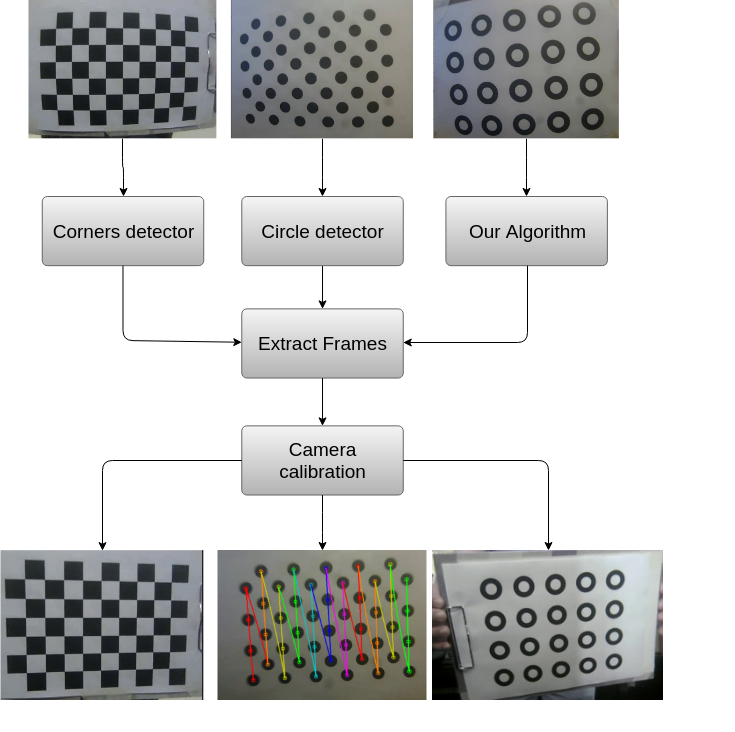 Corners detector
Circle detector
Our Algorithm
Extract Frames
Camera
calibration